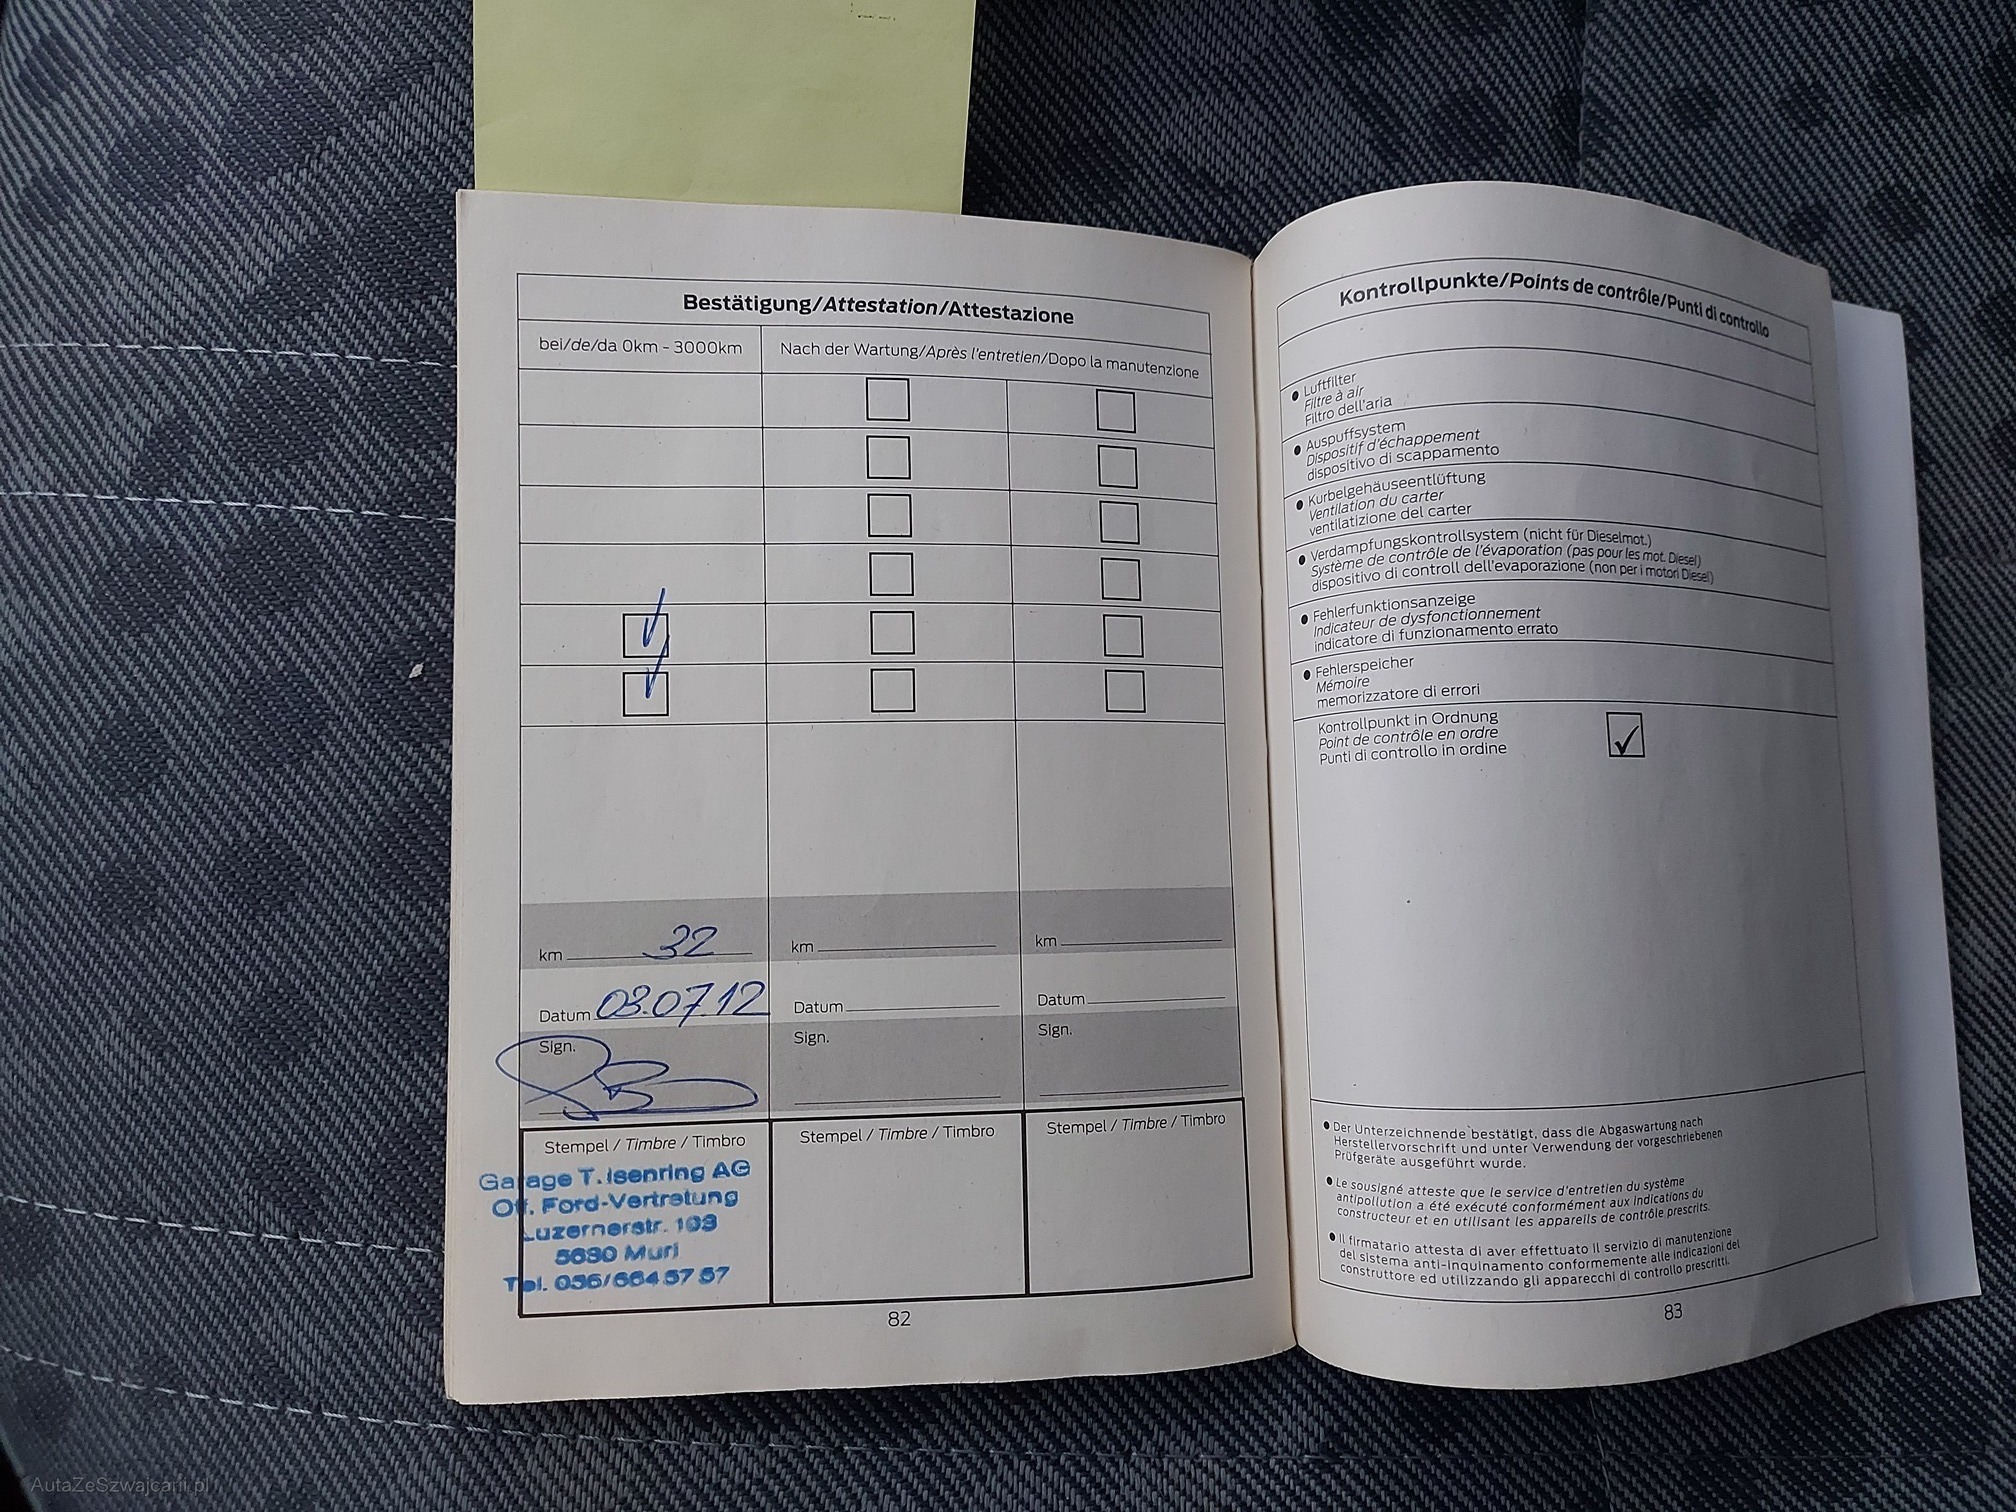 Bestätigung/Attestation/Attestazione
bei/de/da 0km - 3000km
Nach der Wartung/Après l'entretien/Dopo la manutenzione
km 32
km
km
Datum 03.07.12
Datum
Datum
Sign.
Sign.
Sign.
Stempel / Timbre / Timbro
Stempel / Timbre / Timbro
Stempel / Timbre / Timbro
Garage T. Isenring AG
Off. Ford-Vertretung
Luzernerstr. 103
5630 Muri
Tel. 056/664 57 57
82
Kontrollpunkte/Points de contrôle/Punti di controllo
● Luftfilter
Filtre à air
Filtro dell'aria
● Auspuffsystem
Dispositif d'échappement
dispositivo di scappamento
● Kurbelgehäuseentlüftung
Ventilation du carter
ventilatizione del carter
● Verdampfungskontrollsystem (nicht für Dieselmot.)
Système de contrôle de l'évaporation (pas pour les mot. Diesel)
dispositivo di controll dell'evaporazione (non per i motori Diesel)
● Fehlerfunktionsanzeige
Indicateur de dysfonctionnement
indicatore di funzionamento errato
● Fehlerspeicher
Mémoire
memorizzatore di errori
Kontrollpunkt in Ordnung
Point de contrôle en ordre
Punti di controllo in ordine
● Der Unterzeichnende bestätigt, dass die Abgaswartung nach
Herstellervorschrift und unter Verwendung der vorgeschriebenen
Prüfgeräte ausgeführt wurde.
● Le sousigné atteste que le service d'entretien du système
antipollution a été exécuté conformément aux indications du
constructeur et en utilisant les appareils de contrôle prescrits.
● Il firmatario attesta di aver effettuato il servizio di manutenzione
del sistema anti-inquinamento conformemente alle indicazioni del
construttore ed utilizzando gli apparecchi di controllo prescritti.
83
AutaZeSzwajcarii.pl